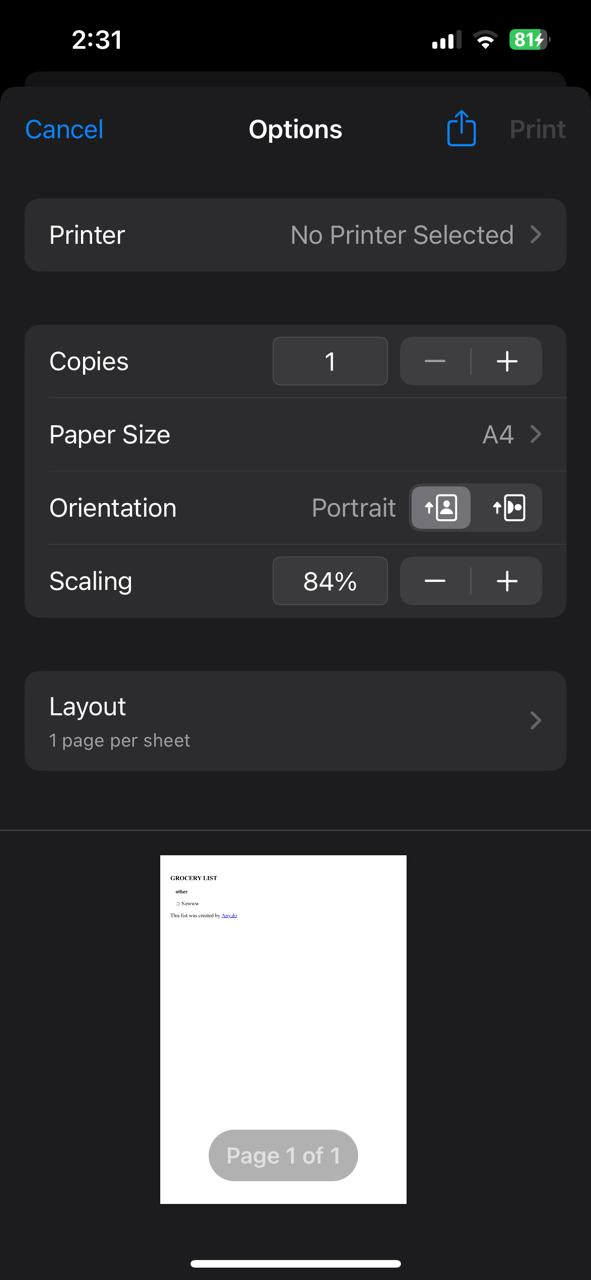 2:31
81
Cancel
Options
Print
Printer
No Printer Selected
Copies
1
Paper Size
A4
Orientation
Portrait
Scaling
84%
Layout
1 page per sheet
GROCERY LIST
other
Newww
This list was created by Any.do
Page 1 of 1